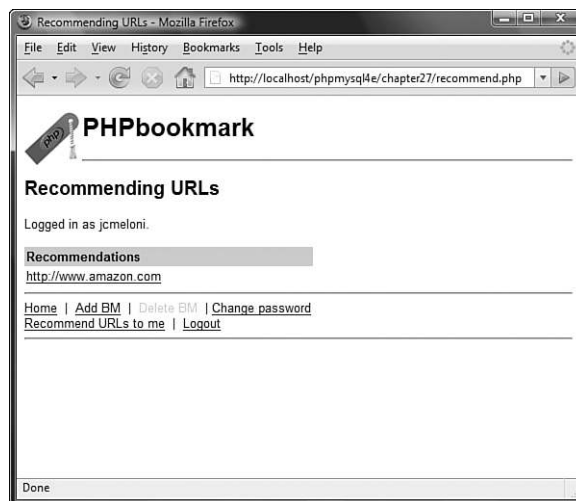 Recommending URLs - Mozilla Firefox
File Edit View History Bookmarks Tools Help
http://localhost/phpmysql4e/chapter27/recommend.php
php
PHPbookmark
Recommending URLs
Logged in as jcmeloni.
Recommendations
http://www.amazon.com
Home | Add BM | Delete BM | Change password
Recommend URLs to me | Logout
Done